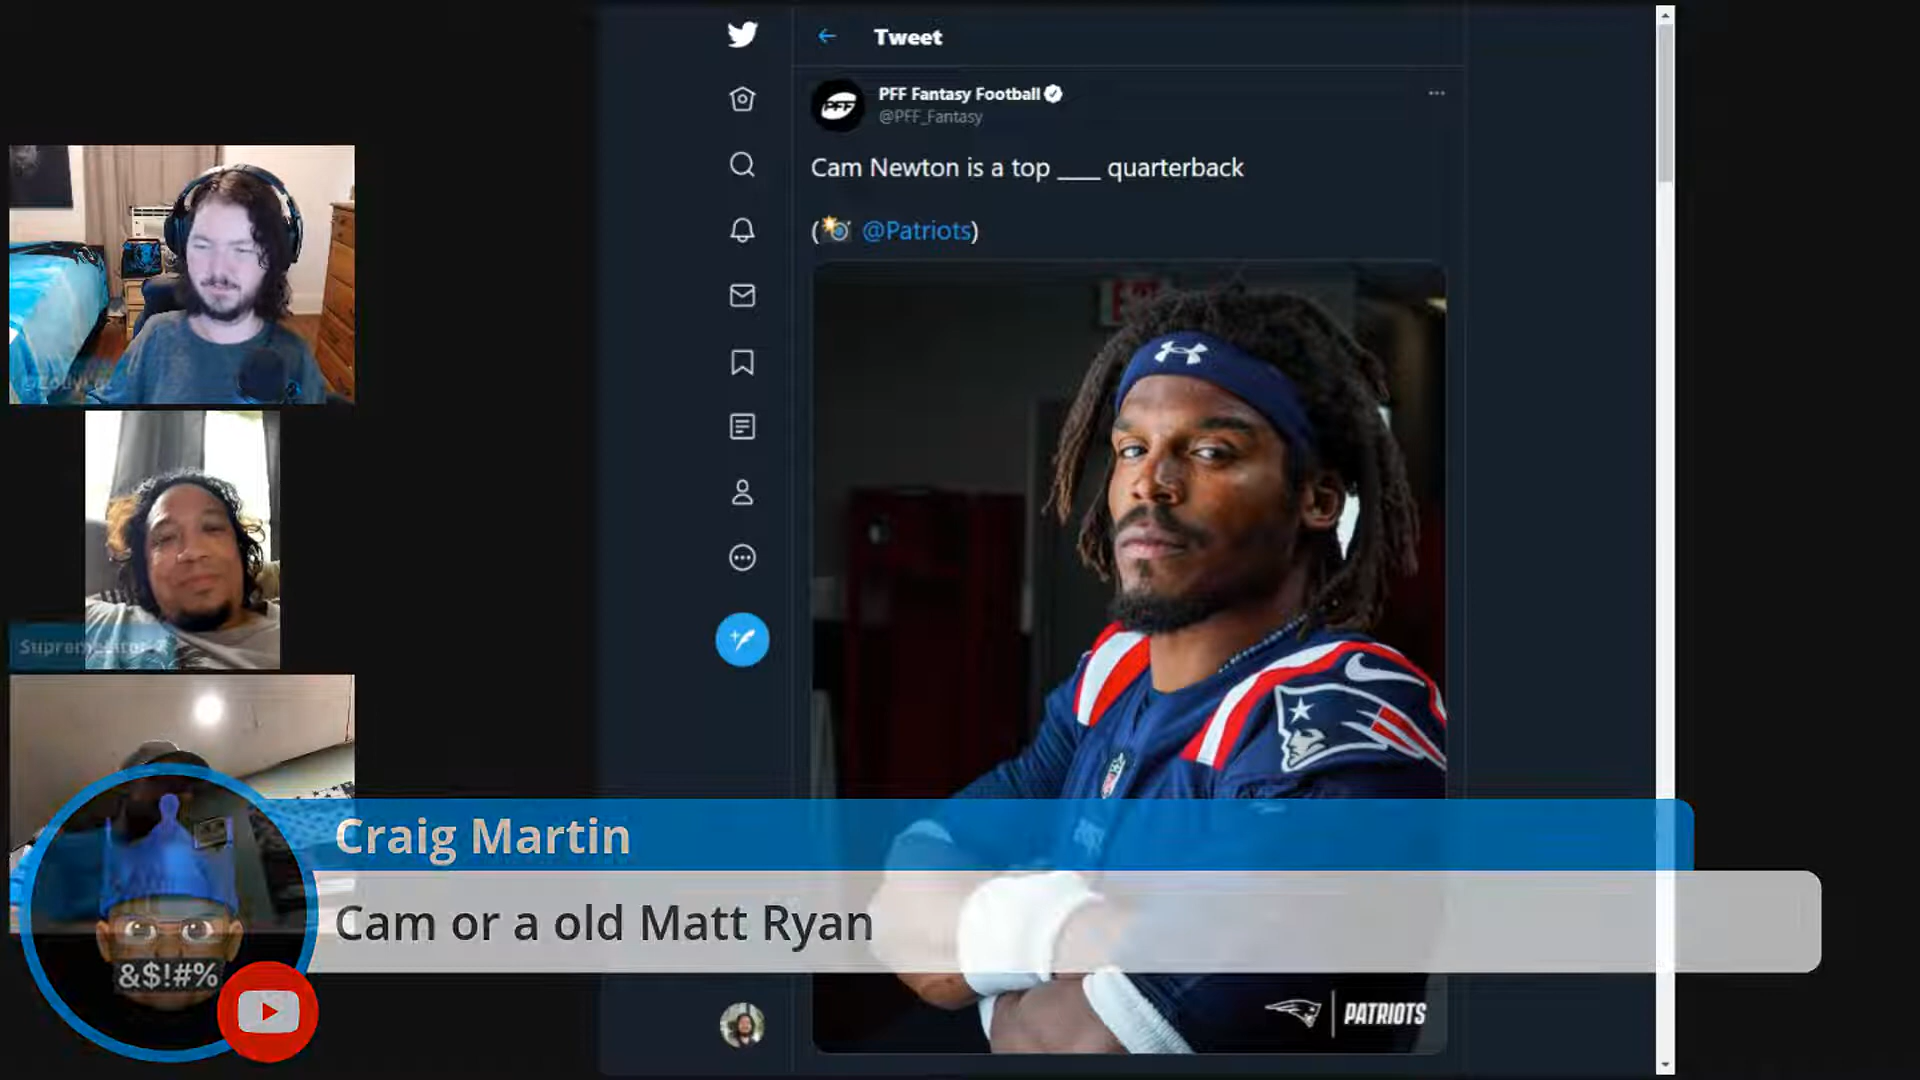 Tweet
PFF Fantasy Football
@PFF_Fantasy
Cam Newton is a top ____ quarterback
(📸 @Patriots)
PATRIOTS
Craig Martin
Cam or a old Matt Ryan
&$!#%